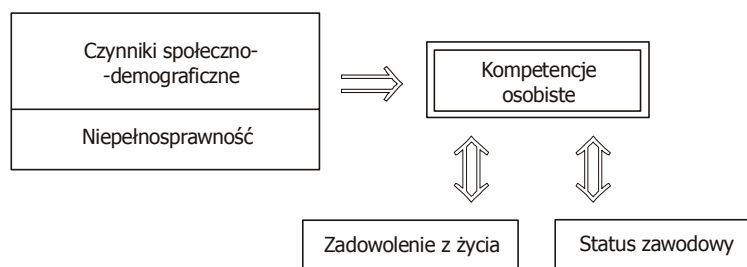 Czynniki społeczno-
-demograficzne
Niepełnosprawność
Kompetencje
osobiste
Zadowolenie z życia
Status zawodowy